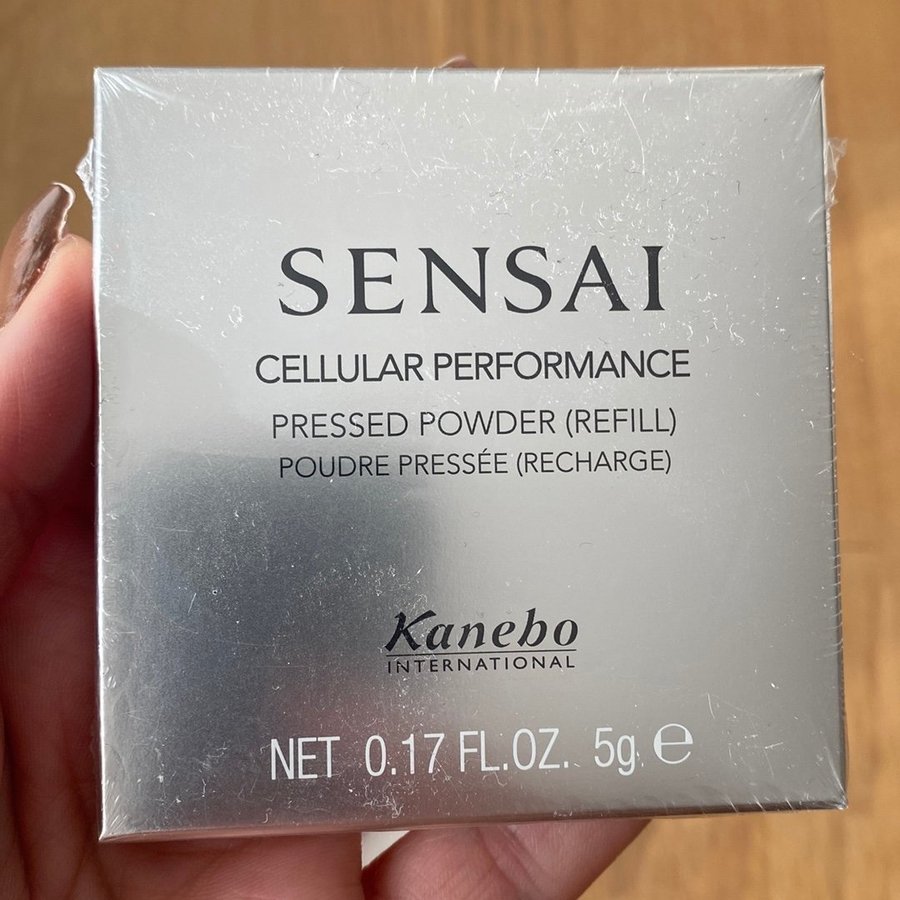 SENSAI
CELLULAR PERFORMANCE
PRESSED POWDER (REFILL)
POUDRE PRESSÉE (RECHARGE)
Kanebo
INTERNATIONAL
NET 0.17 FL.OZ. 5g ℮